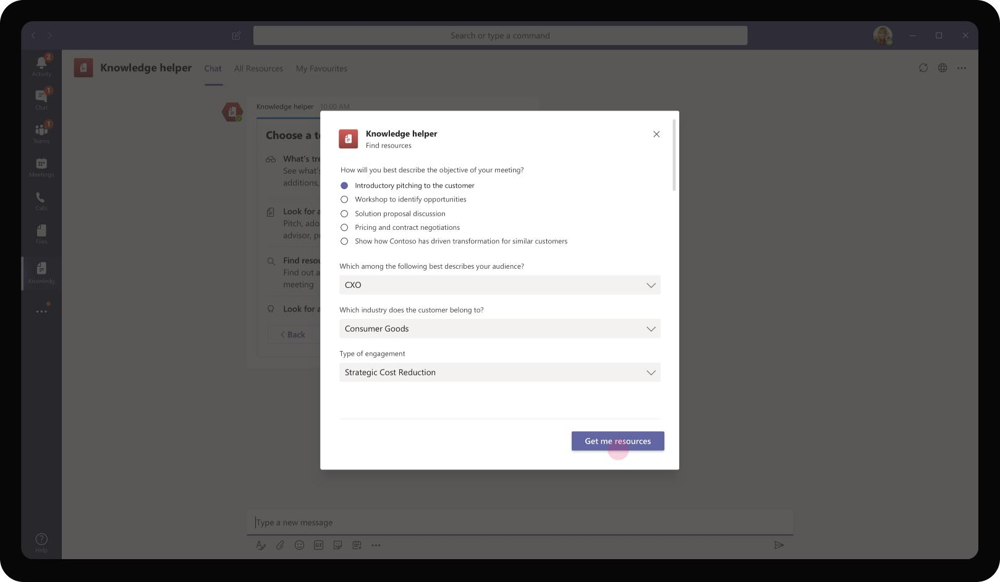 Search or type a command
2
Activity
1
Chat
1
Teams
Meetings
Calls
Files
Knowledg..
Help
Knowledge helper
Chat
All Resources
My Favourites
Knowledge helper 10:00 AM
Choose a
What's
See what's
additions,
Look for a
Pitch,
advisor,
Find
Find out a
meeting
Look for a
Back
Knowledge helper
Find resources
How will you best describe the objective of your meeting?
Introductory pitching to the customer
Workshop to identify opportunities
Solution proposal discussion
Pricing and contract negotiations
Show how Contoso has driven transformation for similar customers
Which among the following best describes your audience?
CXO
Which industry does the customer belong to?
Consumer Goods
Type of engagement
Strategic Cost Reduction
Get me resources
Type a new message
GIF